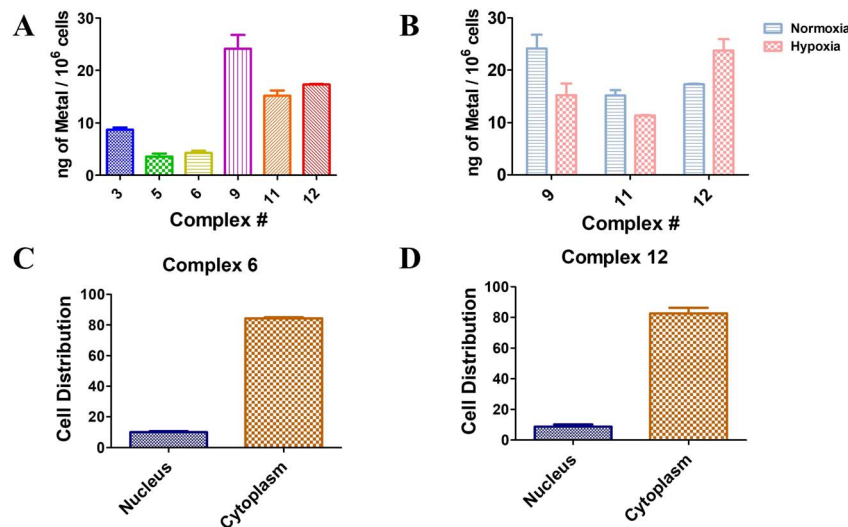 A
ng of Metal / 10⁶ cells
30
20
10
0
3
5
6
9
11
12
Complex #
B
ng of Metal / 10⁶ cells
30
20
10
0
9
11
12
Complex #
Normoxia
Hypoxia
C
Complex 6
Cell Distribution
100
80
60
40
20
0
Nucleus
Cytoplasm
D
Complex 12
Cell Distribution
100
80
60
40
20
0
Nucleus
Cytoplasm